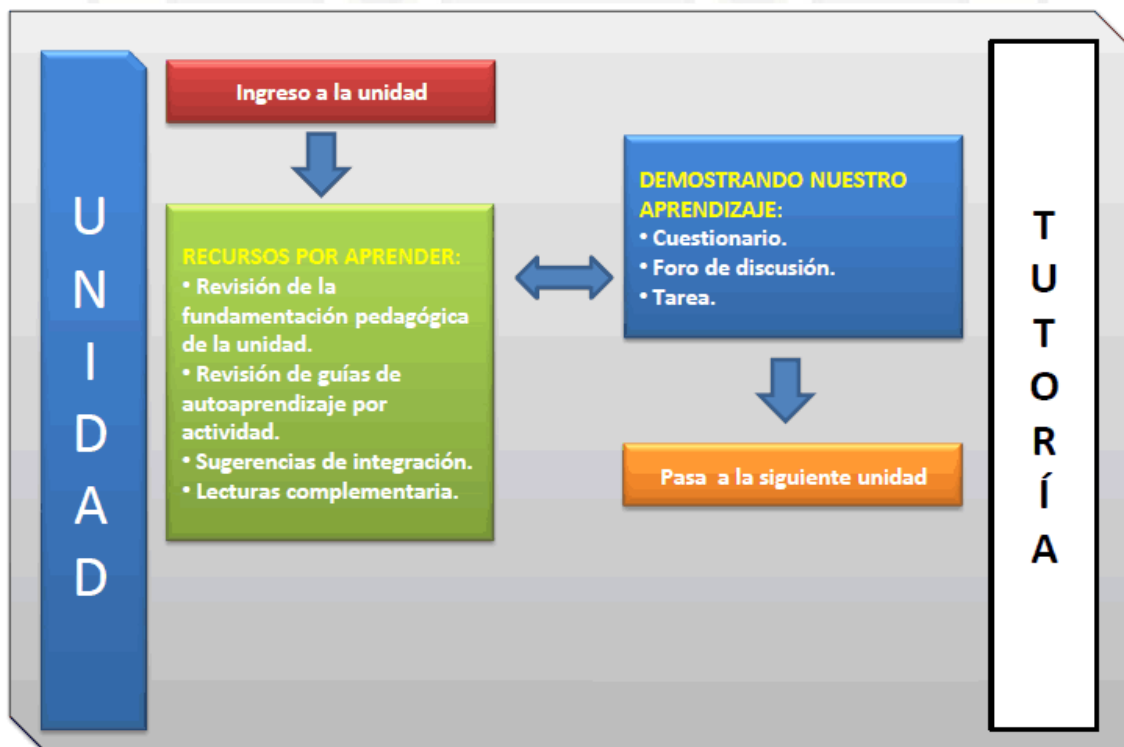 UNIDAD
Ingreso a la unidad
RECURSOS POR APRENDER:
• Revisión de la
fundamentación pedagógica
de la unidad.
• Revisión de guías de
autoaprendizaje por
actividad.
• Sugerencias de integración.
• Lecturas complementaria.
DEMOSTRANDO NUESTRO
APRENDIZAJE:
• Cuestionario.
• Foro de discusión.
• Tarea.
Pasa a la siguiente unidad
TUTORÍA